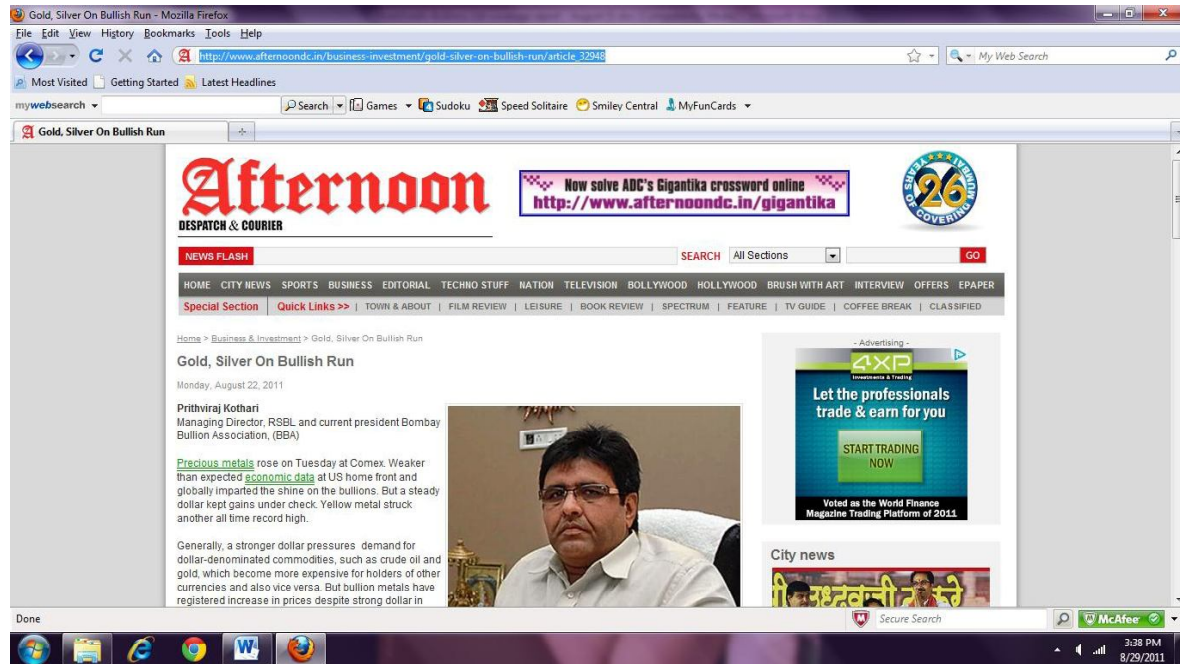 Gold, Silver On Bullish Run - Mozilla Firefox
File Edit View History Bookmarks Tools Help
http://www.afternoondc.in/business-investment/gold-silver-on-bullish-run/article_32948
My Web Search
Most Visited Getting Started Latest Headlines
mywebsearch Search Games Sudoku Speed Solitaire Smiley Central MyFunCards
Gold, Silver On Bullish Run
Afternoon
DESPATCH & COURIER
Now solve ADC's Gigantika crossword online
http://www.afternoondc.in/gigantika
26 YEARS OF COVERING MUMBAI
NEWS FLASH
SEARCH All Sections GO
HOME CITY NEWS SPORTS BUSINESS EDITORIAL TECHNO STUFF NATION TELEVISION BOLLYWOOD HOLLYWOOD BRUSH WITH ART INTERVIEW OFFERS EPAPER
Special Section Quick Links >> | TOWN & ABOUT | FILM REVIEW | LEISURE | BOOK REVIEW | SPECTRUM | FEATURE | TV GUIDE | COFFEE BREAK | CLASSIFIED
Home > Business & Investment > Gold, Silver On Bullish Run
Gold, Silver On Bullish Run
Monday, August 22, 2011
Prithviraj Kothari
Managing Director, RSBL and current president Bombay
Bullion Association, (BBA)
Precious metals rose on Tuesday at Comex. Weaker
than expected economic data at US home front and
globally imparted the shine on the bullions. But a steady
dollar kept gains under check. Yellow metal struck
another all time record high.
Generally, a stronger dollar pressures demand for
dollar-denominated commodities, such as crude oil and
gold, which become more expensive for holders of other
currencies and also vice versa. But bullion metals have
registered increase in prices despite strong dollar in
- Advertising -
4XP
Investments & Trading
Let the professionals
trade & earn for you
START TRADING
NOW
Voted as the World Finance
Magazine Trading Platform of 2011
City news
Done
Secure Search
McAfee
3:38 PM
8/29/2011